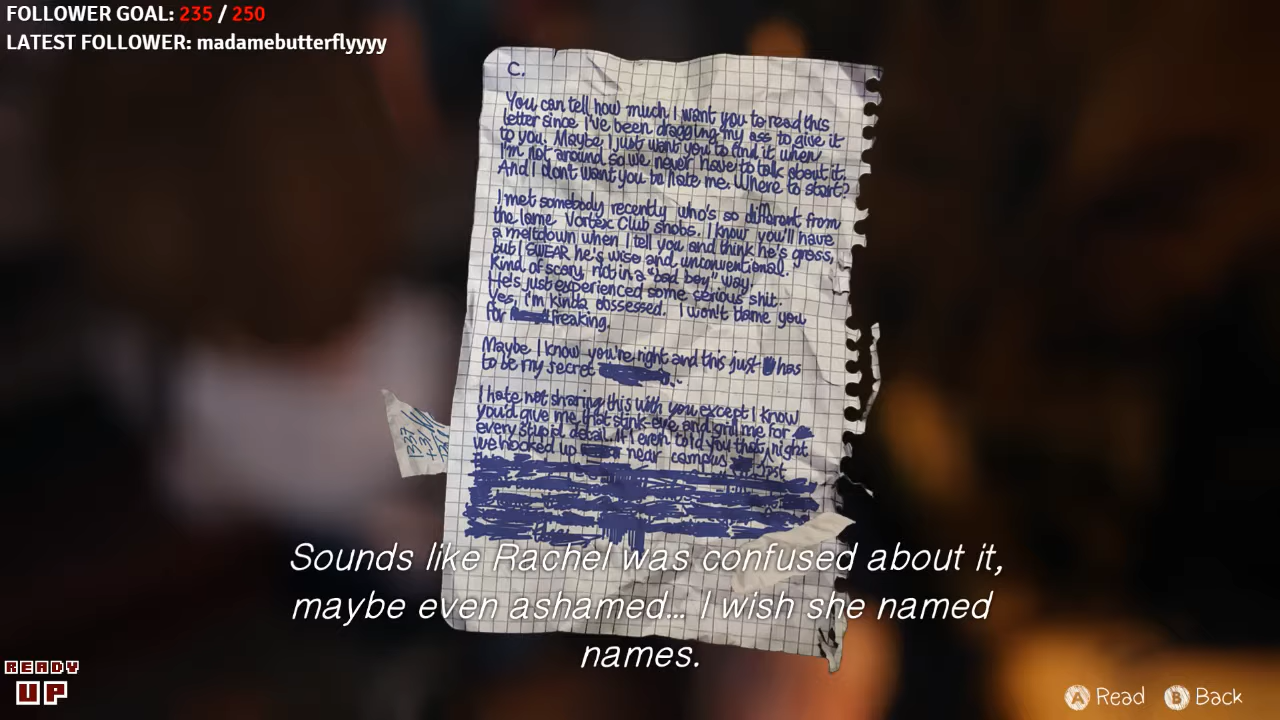 FOLLOWER GOAL: 235 / 250
LATEST FOLLOWER: madamebutterflyyyy
C.
You can tell how much I want you to read this
letter since I've been dragging my ass to give it
to you. Maybe I just want you to find it when
I'm not around so we never have to talk about it.
And I dont want you to hate me. Where to start?
I met somebody recently who's so different from
the lame Vortex Club snobs. I know you'll have
a meltdown when I tell you and think he's gross,
but I SWEAR he's wise and unconventional.
Kind of scary, not in a "bad boy" way.
He's just experienced some serious shit.
Yes, I'm kinda obssessed. I won't blame you
for freaking.
Maybe I know you're right and this just has
to be my secret
I hate not sharing this with you except I know
you'd give me that stink-eye and grill me for
every stupid detail. If I even told you that night
we hooked up near campus just
Sounds like Rachel was confused about it,
maybe even ashamed... I wish she named
names.
READY
UP
A Read B Back